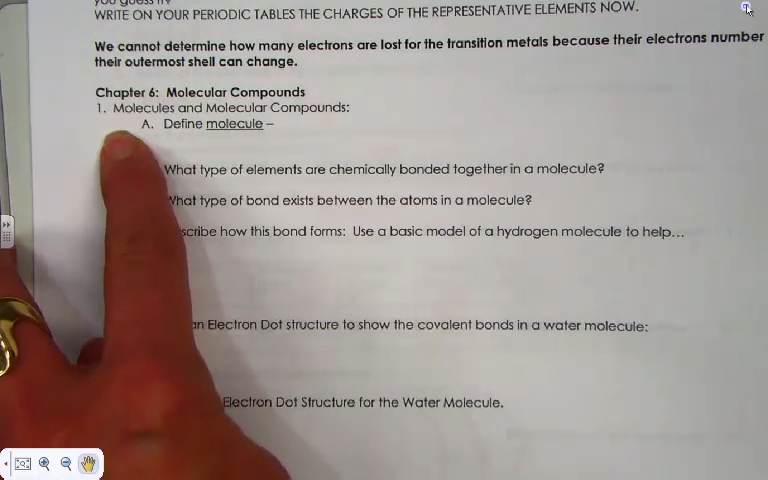 WRITE ON YOUR PERIODIC TABLES THE CHARGES OF THE REPRESENTATIVE ELEMENTS NOW.
We cannot determine how many electrons are lost for the transition metals because their electrons number
their outermost shell can change.
Chapter 6: Molecular Compounds
1. Molecules and Molecular Compounds:
A. Define molecule –
What type of elements are chemically bonded together in a molecule?
What type of bond exists between the atoms in a molecule?
scribe how this bond forms: Use a basic model of a hydrogen molecule to help...
an Electron Dot structure to show the covalent bonds in a water molecule:
Electron Dot Structure for the Water Molecule.